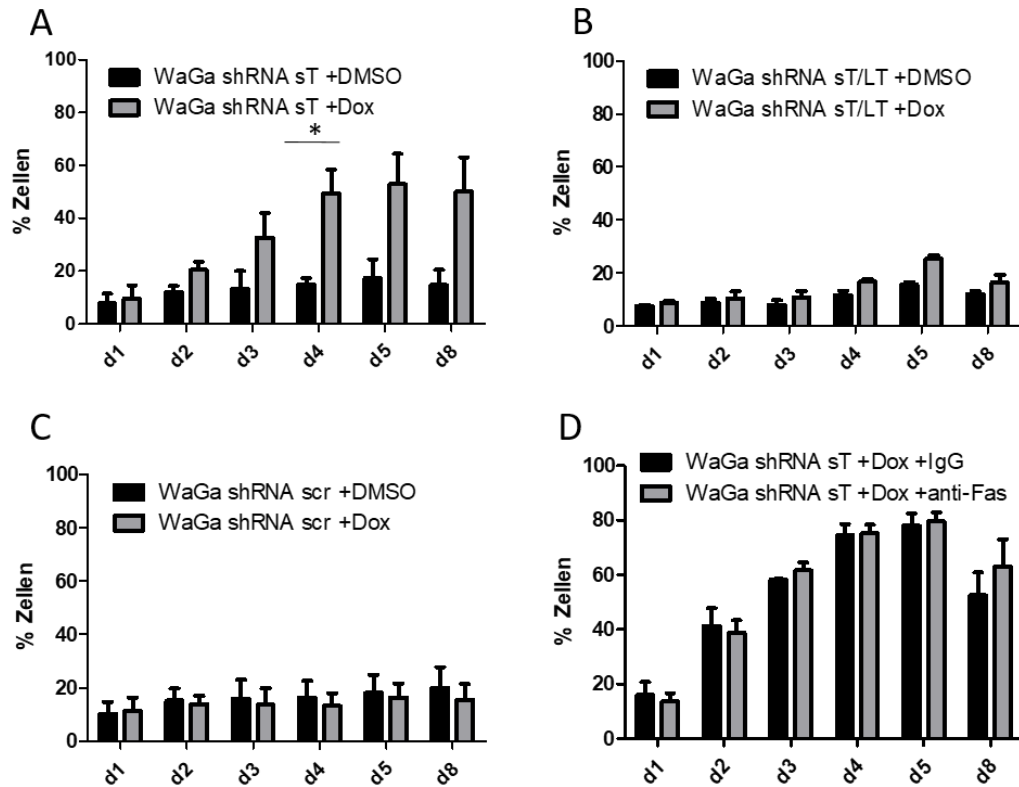 A
100
80
60
40
20
0
% Zellen
WaGa shRNA sT +DMSO
WaGa shRNA sT +Dox
*
d1 d2 d3 d4 d5 d8
B
100
80
60
40
20
0
% Zellen
WaGa shRNA sT/LT +DMSO
WaGa shRNA sT/LT +Dox
d1 d2 d3 d4 d5 d8
C
100
80
60
40
20
0
% Zellen
WaGa shRNA scr +DMSO
WaGa shRNA scr +Dox
d1 d2 d3 d4 d5 d8
D
100
80
60
40
20
0
% Zellen
WaGa shRNA sT +Dox +IgG
WaGa shRNA sT +Dox +anti-Fas
d1 d2 d3 d4 d5 d8